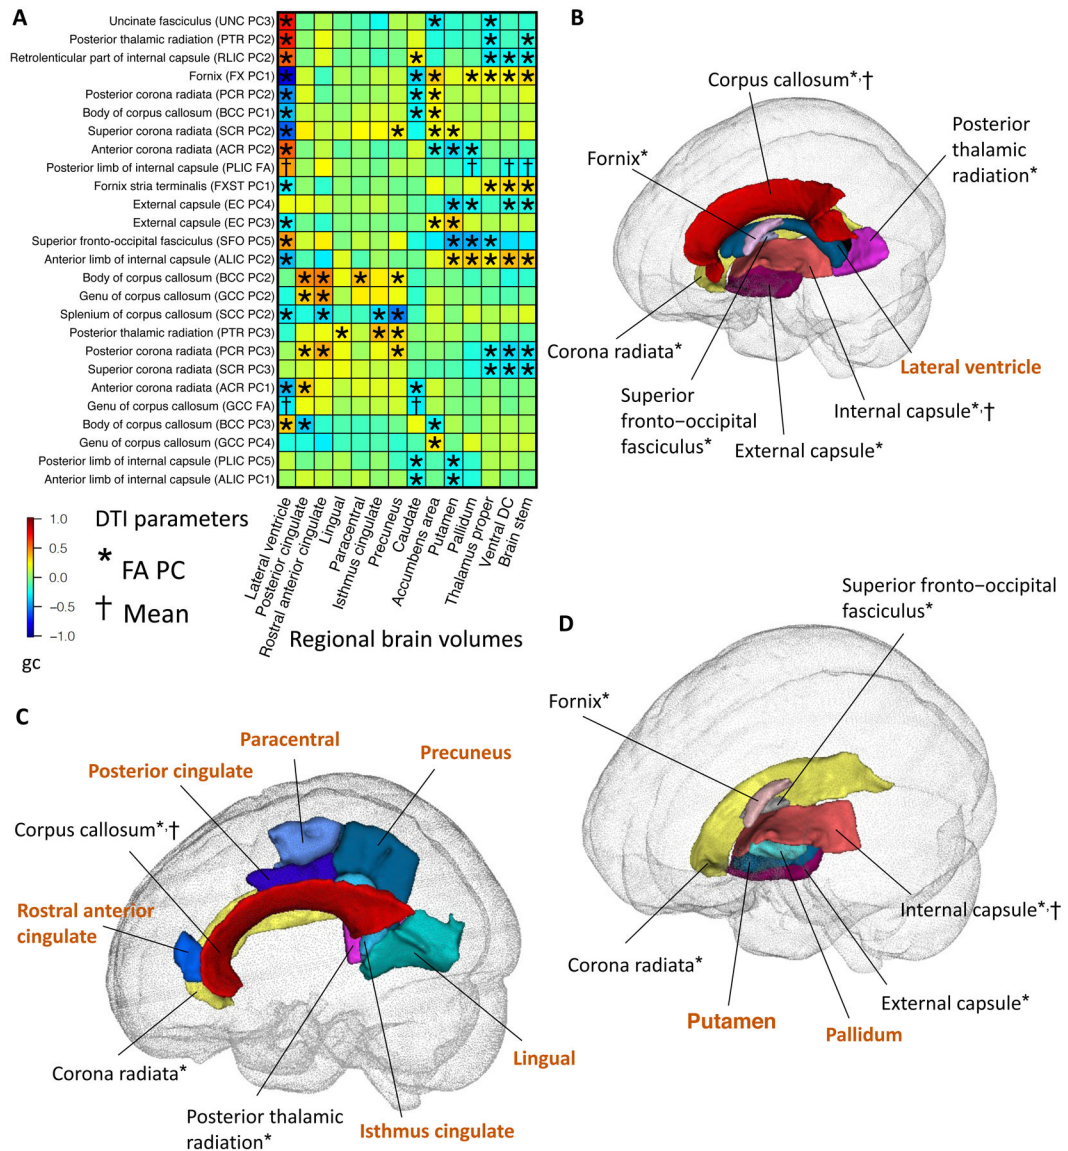 A
Uncinate fasciculus (UNC PC3)
Posterior thalamic radiation (PTR PC2)
Retrolenticular part of internal capsule (RLIC PC2)
Fornix (FX PC1)
Posterior corona radiata (PCR PC2)
Body of corpus callosum (BCC PC1)
Superior corona radiata (SCR PC2)
Anterior corona radiata (ACR PC2)
Posterior limb of internal capsule (PLIC FA)
Fornix stria terminalis (FXST PC1)
External capsule (EC PC4)
External capsule (EC PC3)
Superior fronto-occipital fasciculus (SFO PC5)
Anterior limb of internal capsule (ALIC PC2)
Body of corpus callosum (BCC PC2)
Genu of corpus callosum (GCC PC2)
Splenium of corpus callosum (SCC PC2)
Posterior thalamic radiation (PTR PC3)
Posterior corona radiata (PCR PC3)
Superior corona radiata (SCR PC3)
Anterior corona radiata (ACR PC1)
Genu of corpus callosum (GCC FA)
Body of corpus callosum (BCC PC3)
Genu of corpus callosum (GCC PC4)
Posterior limb of internal capsule (PLIC PC5)
Anterior limb of internal capsule (ALIC PC1)
Lateral ventricle
Posterior cingulate
Rostral anterior cingulate
Lingual
Paracentral
Isthmus cingulate
Precuneus
Caudate
Accumbens area
Putamen
Pallidum
Thalamus proper
Ventral DC
Brain stem
Regional brain volumes
1.0
0.5
0.0
−0.5
−1.0
gc
DTI parameters
* FA PC
† Mean
B
Corpus callosum*,†
Fornix*
Posterior
thalamic
radiation*
Corona radiata*
Lateral ventricle
Superior
fronto−occipital
fasciculus*
Internal capsule*,†
External capsule*
C
Paracentral
Posterior cingulate
Precuneus
Corpus callosum*,†
Rostral anterior
cingulate
Corona radiata*
Posterior thalamic
radiation*
Isthmus cingulate
Lingual
D
Superior fronto−occipital
fasciculus*
Fornix*
Internal capsule*,†
Corona radiata*
External capsule*
Putamen
Pallidum